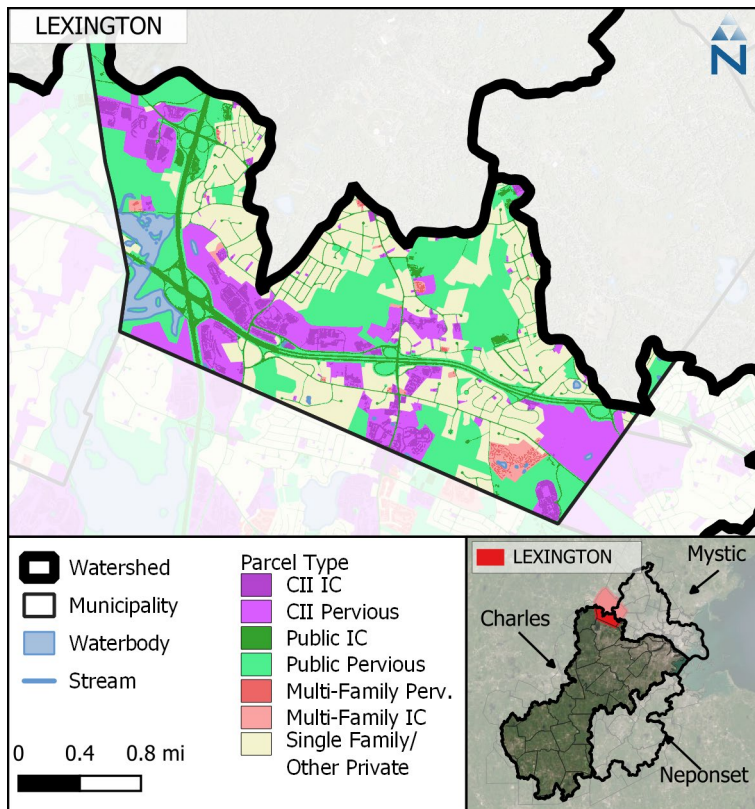 LEXINGTON
N
Watershed
Municipality
Waterbody
Stream
0 0.4 0.8 mi
Parcel Type
CII IC
CII Pervious
Public IC
Public Pervious
Multi-Family Perv.
Multi-Family IC
Single Family/
Other Private
LEXINGTON
Mystic
Charles
Neponset